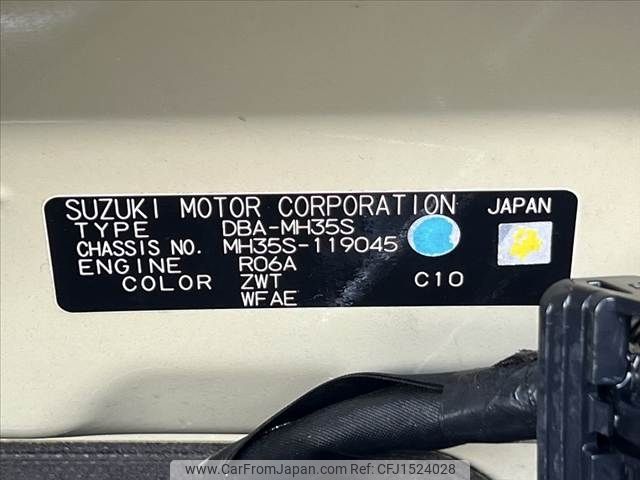 SUZUKI MOTOR CORPORATION JAPAN
TYPE DBA-MH35S
CHASSIS NO. MH35S-119045
ENGINE R06A
COLOR ZWT C10
WFAE
www.CarFromJapan.com @CarFromJapan CFJ1524028